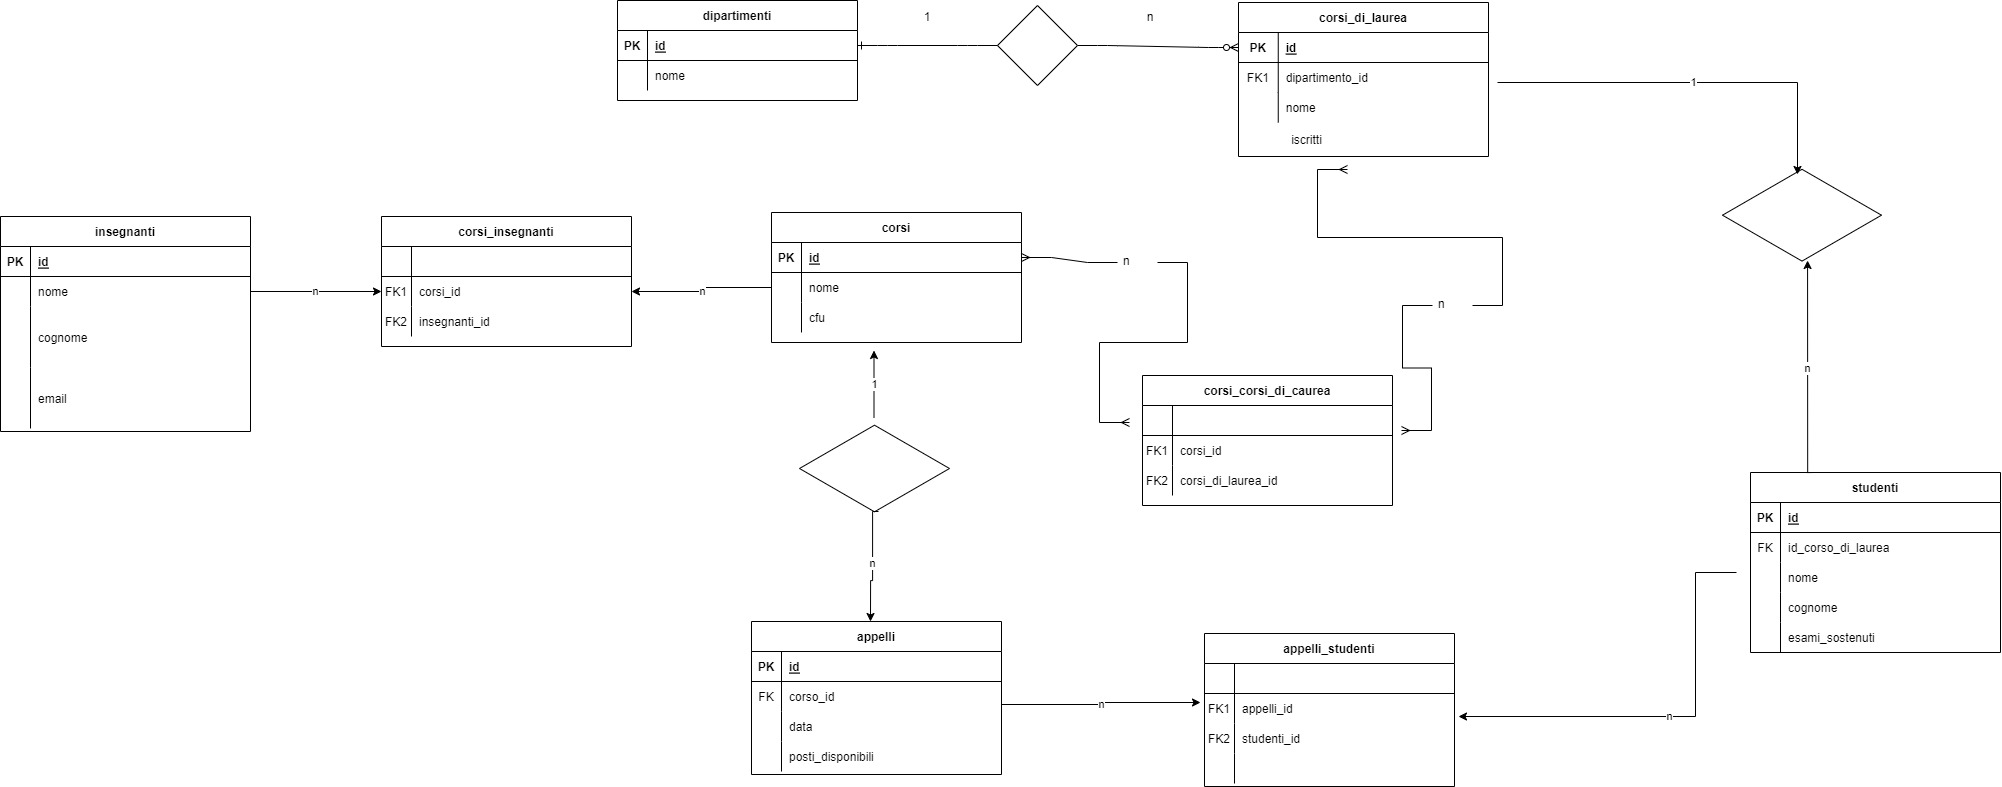 dipartimenti
PK id
nome
1
n
corsi_di_laurea
PK id
FK1 dipartimento_id
nome
iscritti
1
insegnanti
PK id
nome
cognome
email
n
corsi_insegnanti
FK1 corsi_id
FK2 insegnanti_id
n
corsi
PK id
nome
cfu
n
n
1
corsi_corsi_di_caurea
FK1 corsi_id
FK2 corsi_di_laurea_id
n
studenti
PK id
FK id_corso_di_laurea
nome
cognome
esami_sostenuti
n
appelli
PK id
FK corso_id
data
posti_disponibili
n
appelli_studenti
FK1 appelli_id
FK2 studenti_id
n